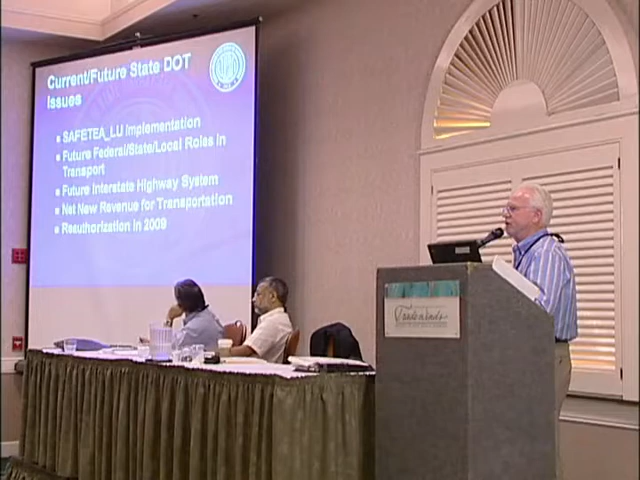 Current/Future State DOT
Issues
SAFETEA_LU Implementation
Future Federal/State/Local Roles in
Transport
Future Interstate Highway System
Net New Revenue for Transportation
Reauthorization in 2009
TradeWinds